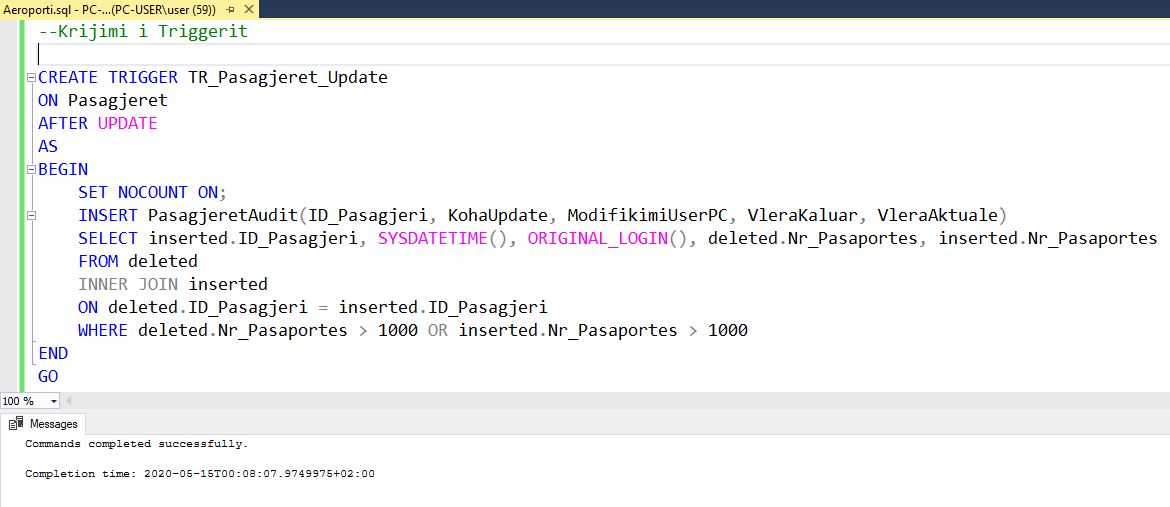 Aeroporti.sql - PC-...(PC-USER\user (59))
--Krijimi i Triggerit
CREATE TRIGGER TR_Pasagjeret_Update
ON Pasagjeret
AFTER UPDATE
AS
BEGIN
SET NOCOUNT ON;
INSERT PasagjeretAudit(ID_Pasagjeri, KohaUpdate, ModifikimiUserPC, VleraKaluar, VleraAktuale)
SELECT inserted.ID_Pasagjeri, SYSDATETIME(), ORIGINAL_LOGIN(), deleted.Nr_Pasaportes, inserted.Nr_Pasaportes
FROM deleted
INNER JOIN inserted
ON deleted.ID_Pasagjeri = inserted.ID_Pasagjeri
WHERE deleted.Nr_Pasaportes > 1000 OR inserted.Nr_Pasaportes > 1000
END
GO
100 %
Messages
Commands completed successfully.
Completion time: 2020-05-15T00:08:07.9749975+02:00